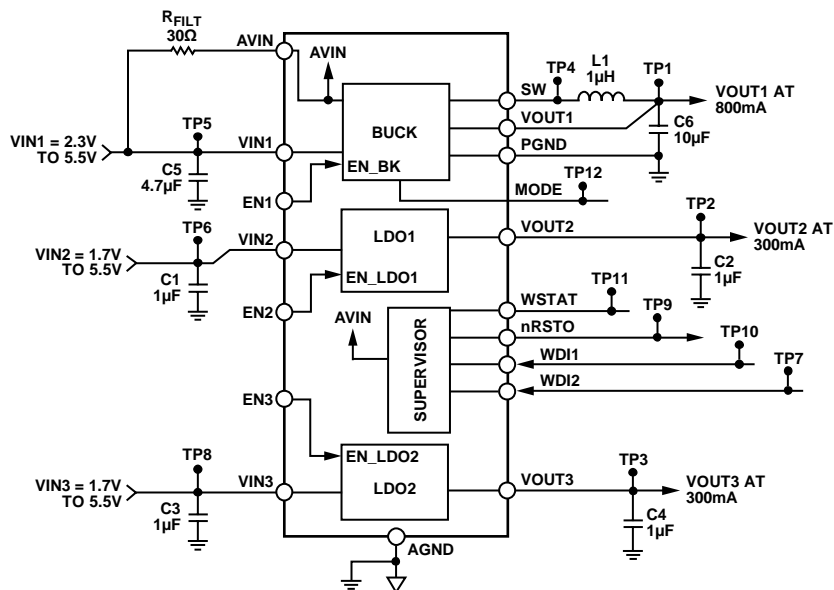 RFILT
30Ω
AVIN
AVIN
L1
1µH
TP4
TP1
SW
VOUT1 AT
800mA
VOUT1
C6
10µF
BUCK
PGND
VIN1 = 2.3V
TO 5.5V
TP5
VIN1
C5
4.7µF
EN_BK
TP12
MODE
EN1
TP6
VIN2
LDO1
VOUT2
TP2
VOUT2 AT
300mA
VIN2 = 1.7V
TO 5.5V
C1
1µF
EN_LDO1
C2
1µF
EN2
AVIN
SUPERVISOR
WSTAT
TP11
nRSTO
TP9
WDI1
TP10
WDI2
TP7
EN3
EN_LDO2
LDO2
TP8
VIN3 = 1.7V
TO 5.5V
VIN3
C3
1µF
VOUT3
TP3
VOUT3 AT
300mA
C4
1µF
AGND